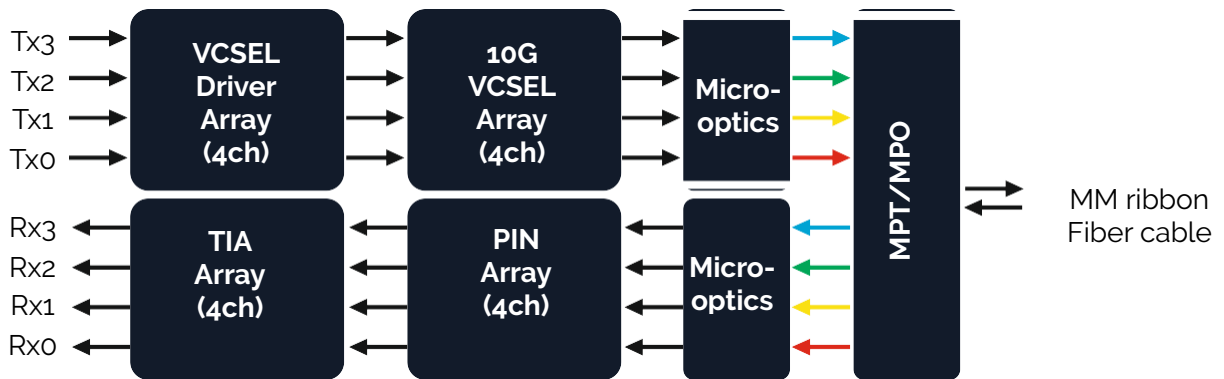 Tx3
Tx2
Tx1
Tx0
VCSEL
Driver
Array
(4ch)
10G
VCSEL
Array
(4ch)
Micro-
optics
MPT/MPO
MM ribbon
Fiber cable
Rx3
Rx2
Rx1
Rx0
TIA
Array
(4ch)
PIN
Array
(4ch)
Micro-
optics